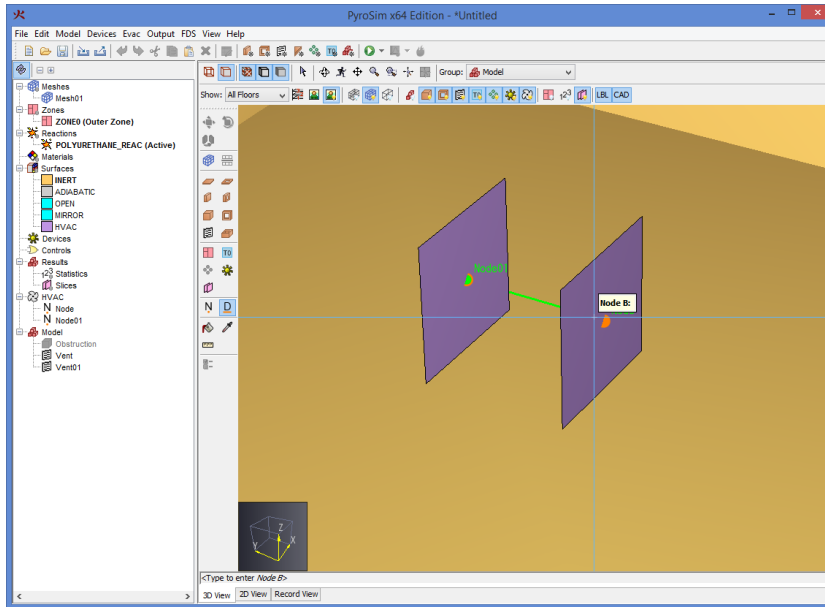 PyroSim x64 Edition - *Untitled
File Edit Model Devices Evac Output FDS View Help
Group: Model
Show: All Floors
LBL CAD
Meshes
Mesh01
Zones
ZONE0 (Outer Zone)
Reactions
POLYURETHANE_REAC (Active)
Materials
Surfaces
INERT
ADIABATIC
OPEN
MIRROR
HVAC
Devices
Controls
Results
123 Statistics
Slices
HVAC
N Node
N Node01
Model
Obstruction
Vent
Vent01
T0
N D
Node01
Node B:
Z
Y X
<Type to enter Node B>
3D View 2D View Record View